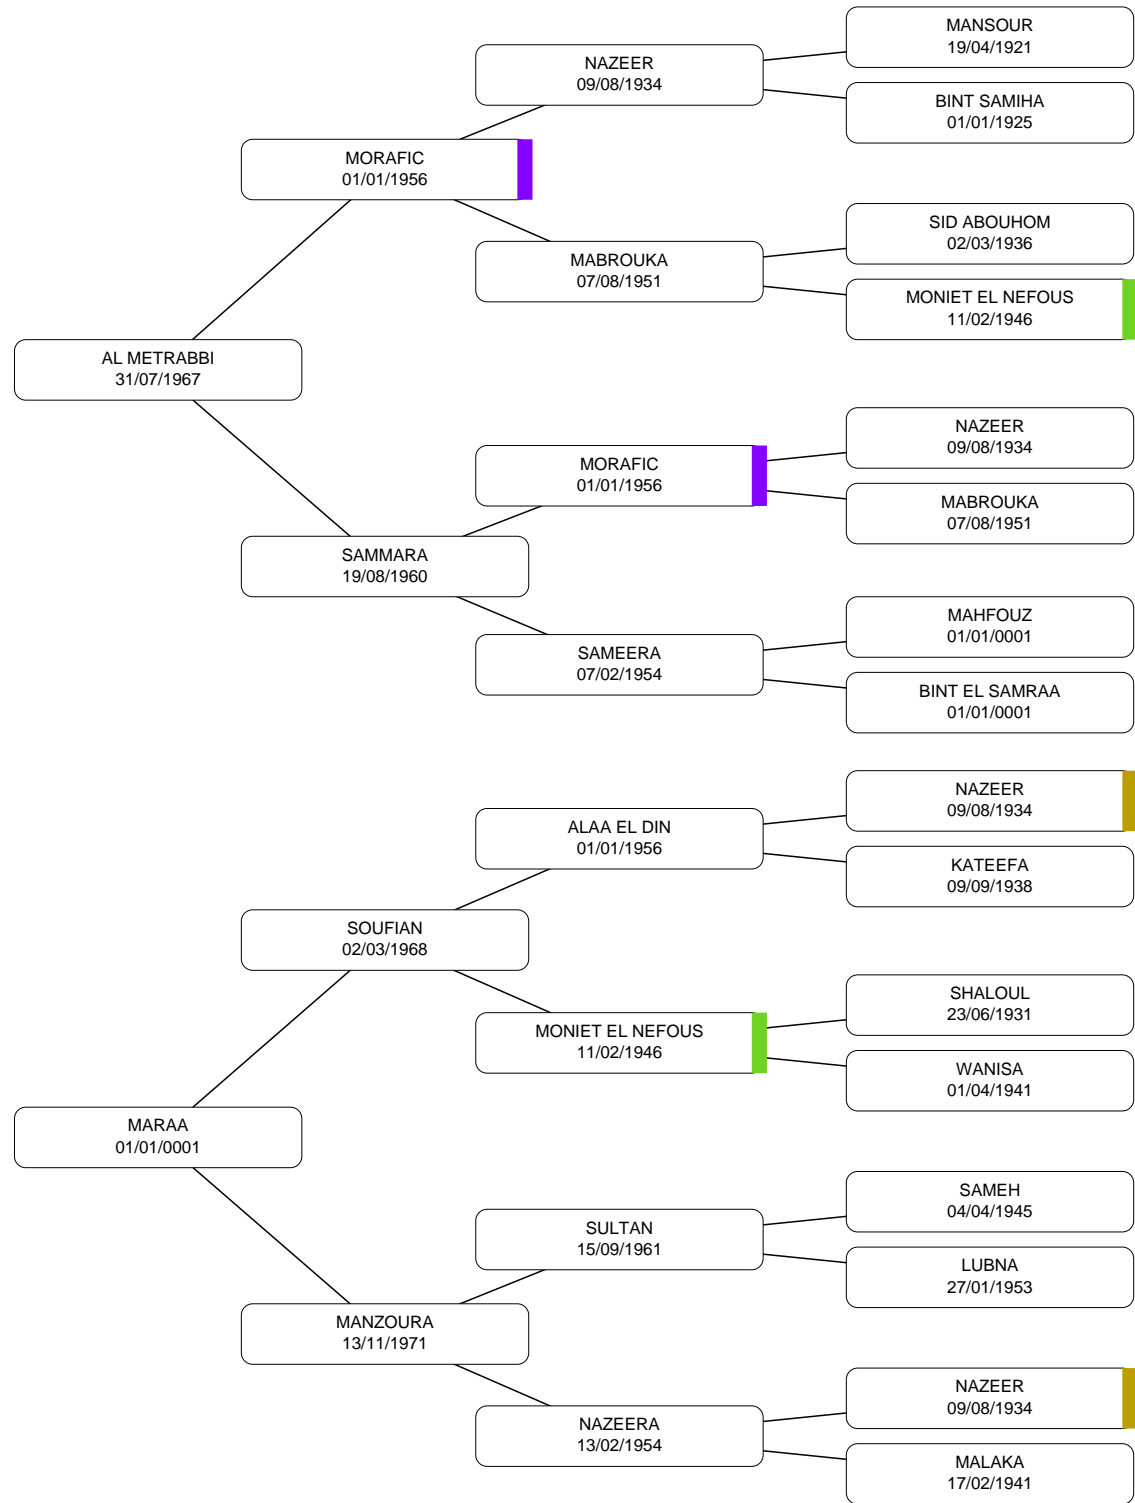 MANSOUR
19/04/1921
NAZEER
09/08/1934
BINT SAMIHA
01/01/1925
MORAFIC
01/01/1956
SID ABOUHOM
02/03/1936
MABROUKA
07/08/1951
MONIET EL NEFOUS
11/02/1946
AL METRABBI
31/07/1967
NAZEER
09/08/1934
MORAFIC
01/01/1956
MABROUKA
07/08/1951
SAMMARA
19/08/1960
MAHFOUZ
01/01/0001
SAMEERA
07/02/1954
BINT EL SAMRAA
01/01/0001
NAZEER
09/08/1934
ALAA EL DIN
01/01/1956
KATEEFA
09/09/1938
SOUFIAN
02/03/1968
SHALOUL
23/06/1931
MONIET EL NEFOUS
11/02/1946
WANISA
01/04/1941
MARAA
01/01/0001
SAMEH
04/04/1945
SULTAN
15/09/1961
LUBNA
27/01/1953
MANZOURA
13/11/1971
NAZEER
09/08/1934
NAZEERA
13/02/1954
MALAKA
17/02/1941